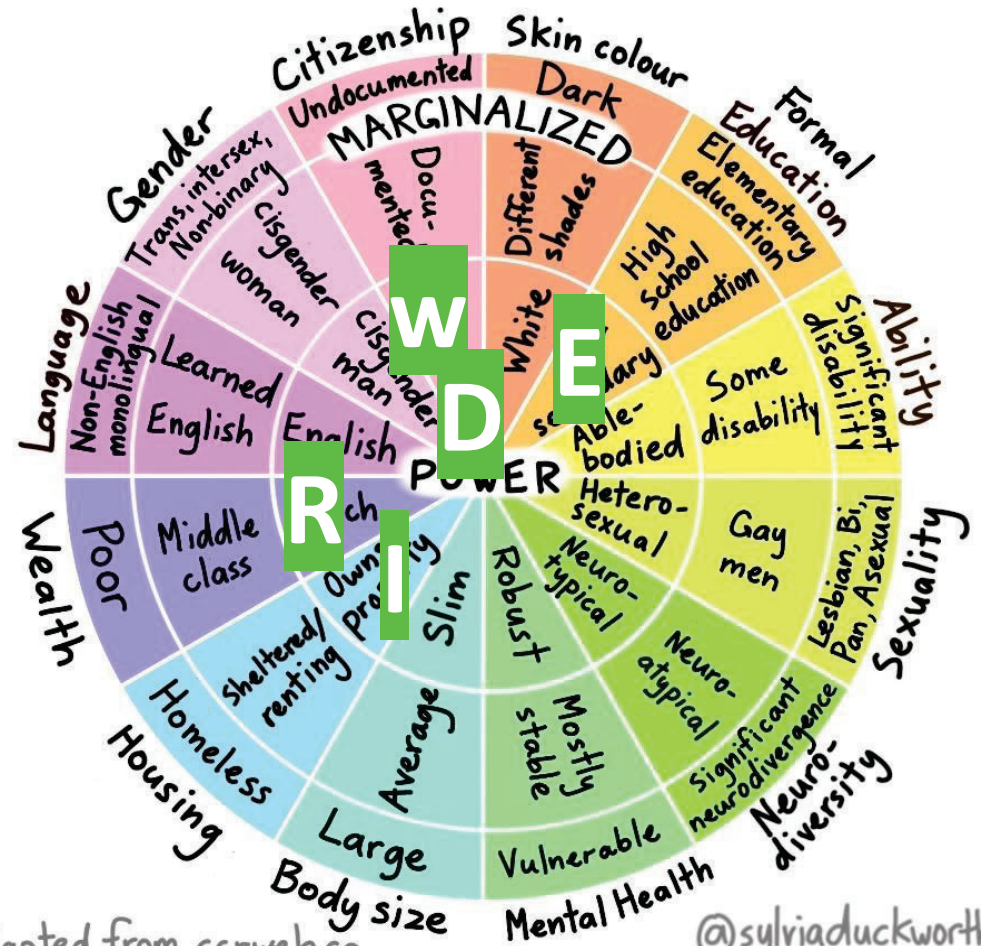 Citizenship
Undocumented
Docu-
mented
Skin colour
Dark
MARGINALIZED
Different
shades
White
Formal
Education
Elementary
education
High
school
education
Ability
Significant
disability
Some
disability
Able-
bodied
Sexuality
Lesbian, Bi,
Pan, Asexual
Gay
men
Hetero-
sexual
Neuro-
diversity
Significant
neurodivergence
Neuro-
atypical
Neuro-
typical
Mental Health
Vulnerable
Mostly
stable
Robust
Body size
Large
Average
Slim
Housing
Homeless
Sheltered/
renting
Owns
Wealth
Poor
Middle
class
Language
Non-English
monolingual
Learned
English
English
Gender
Trans, intersex,
Non-binary
cisgender
woman
cisgender
man
POWER
W
E
D
R
I
@sylviaduckworth